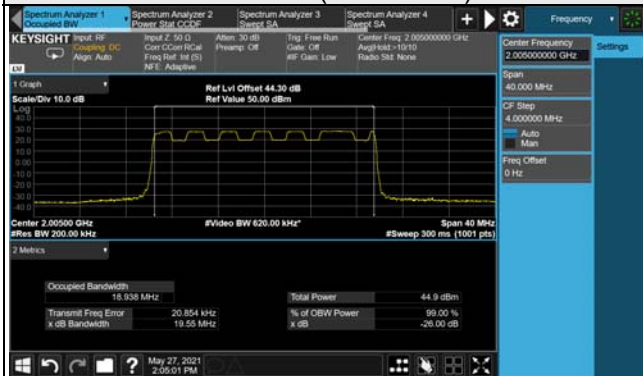 Spectrum Analyzer 1
Occupied BW
Spectrum Analyzer 2
Power Stat CCDF
Spectrum Analyzer 3
Swept SA
Spectrum Analyzer 4
Swept SA
Frequency
KEYSIGHT
Input: RF
Coupling: DC
Align: Auto
Input Z: 50 Ω
Corr CCorr RCal
Freq Ref: Int (S)
NFE: Adaptive
Atten: 30 dB
Preamp: Off
Trig: Free Run
Gate: Off
#IF Gain: Low
Center Freq: 2.005000000 GHz
Avg|Hold:>10/10
Radio Std: None
Center Frequency
2.005000000 GHz
Settings
Span
40.000 MHz
CF Step
4.000000 MHz
Auto
Man
Freq Offset
0 Hz
1 Graph
Scale/Div 10.0 dB
Ref Lvl Offset 44.30 dB
Ref Value 50.00 dBm
Log
40.0
30.0
20.0
10.0
0.00
-10.0
-20.0
-30.0
-40.0
Center 2.00500 GHz
#Res BW 200.00 kHz
#Video BW 620.00 kHz*
Span 40 MHz
#Sweep 300 ms (1001 pts)
2 Metrics
Occupied Bandwidth
18.938 MHz
Total Power
44.9 dBm
Transmit Freq Error
20.854 kHz
% of OBW Power
99.00 %
x dB Bandwidth
19.55 MHz
x dB
-26.00 dB
May 27, 2021
2:05:01 PM